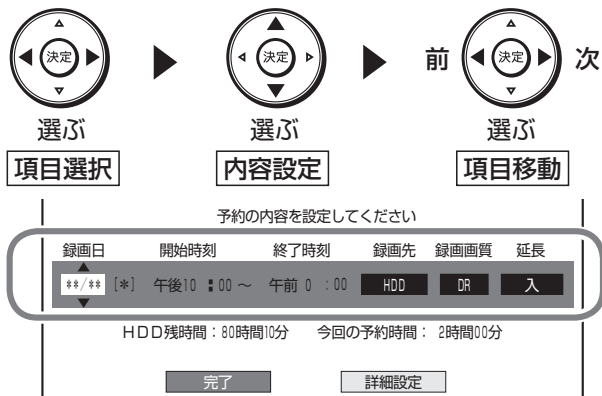 決定 決定 前 決定 次
選ぶ 選ぶ 選ぶ
項目選択 内容設定 項目移動
予約の内容を設定してください
録画日 開始時刻 終了時刻 録画先 録画画質 延長
**/** [*] 午後10:00～ 午前 0:00 HDD DR 入
HDD残時間：80時間10分 今回の予約時間： 2時間00分
完了 詳細設定